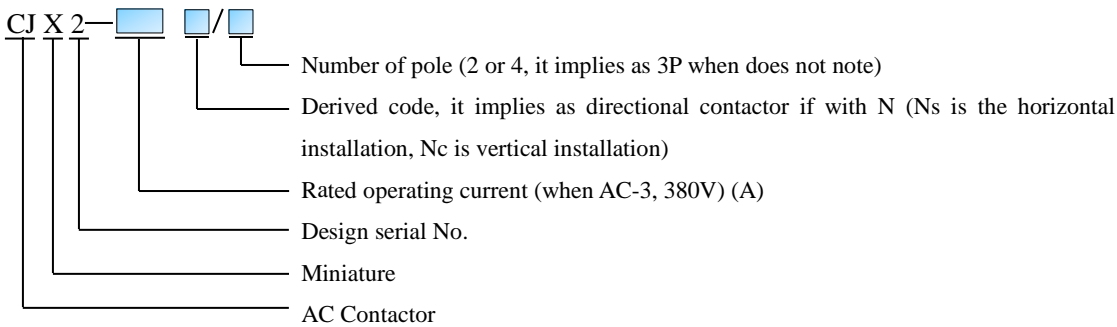 CJ X 2— /
Number of pole (2 or 4, it implies as 3P when does not note)
Derived code, it implies as directional contactor if with N (Ns is the horizontal
installation, Nc is vertical installation)
Rated operating current (when AC-3, 380V) (A)
Design serial No.
Miniature
AC Contactor